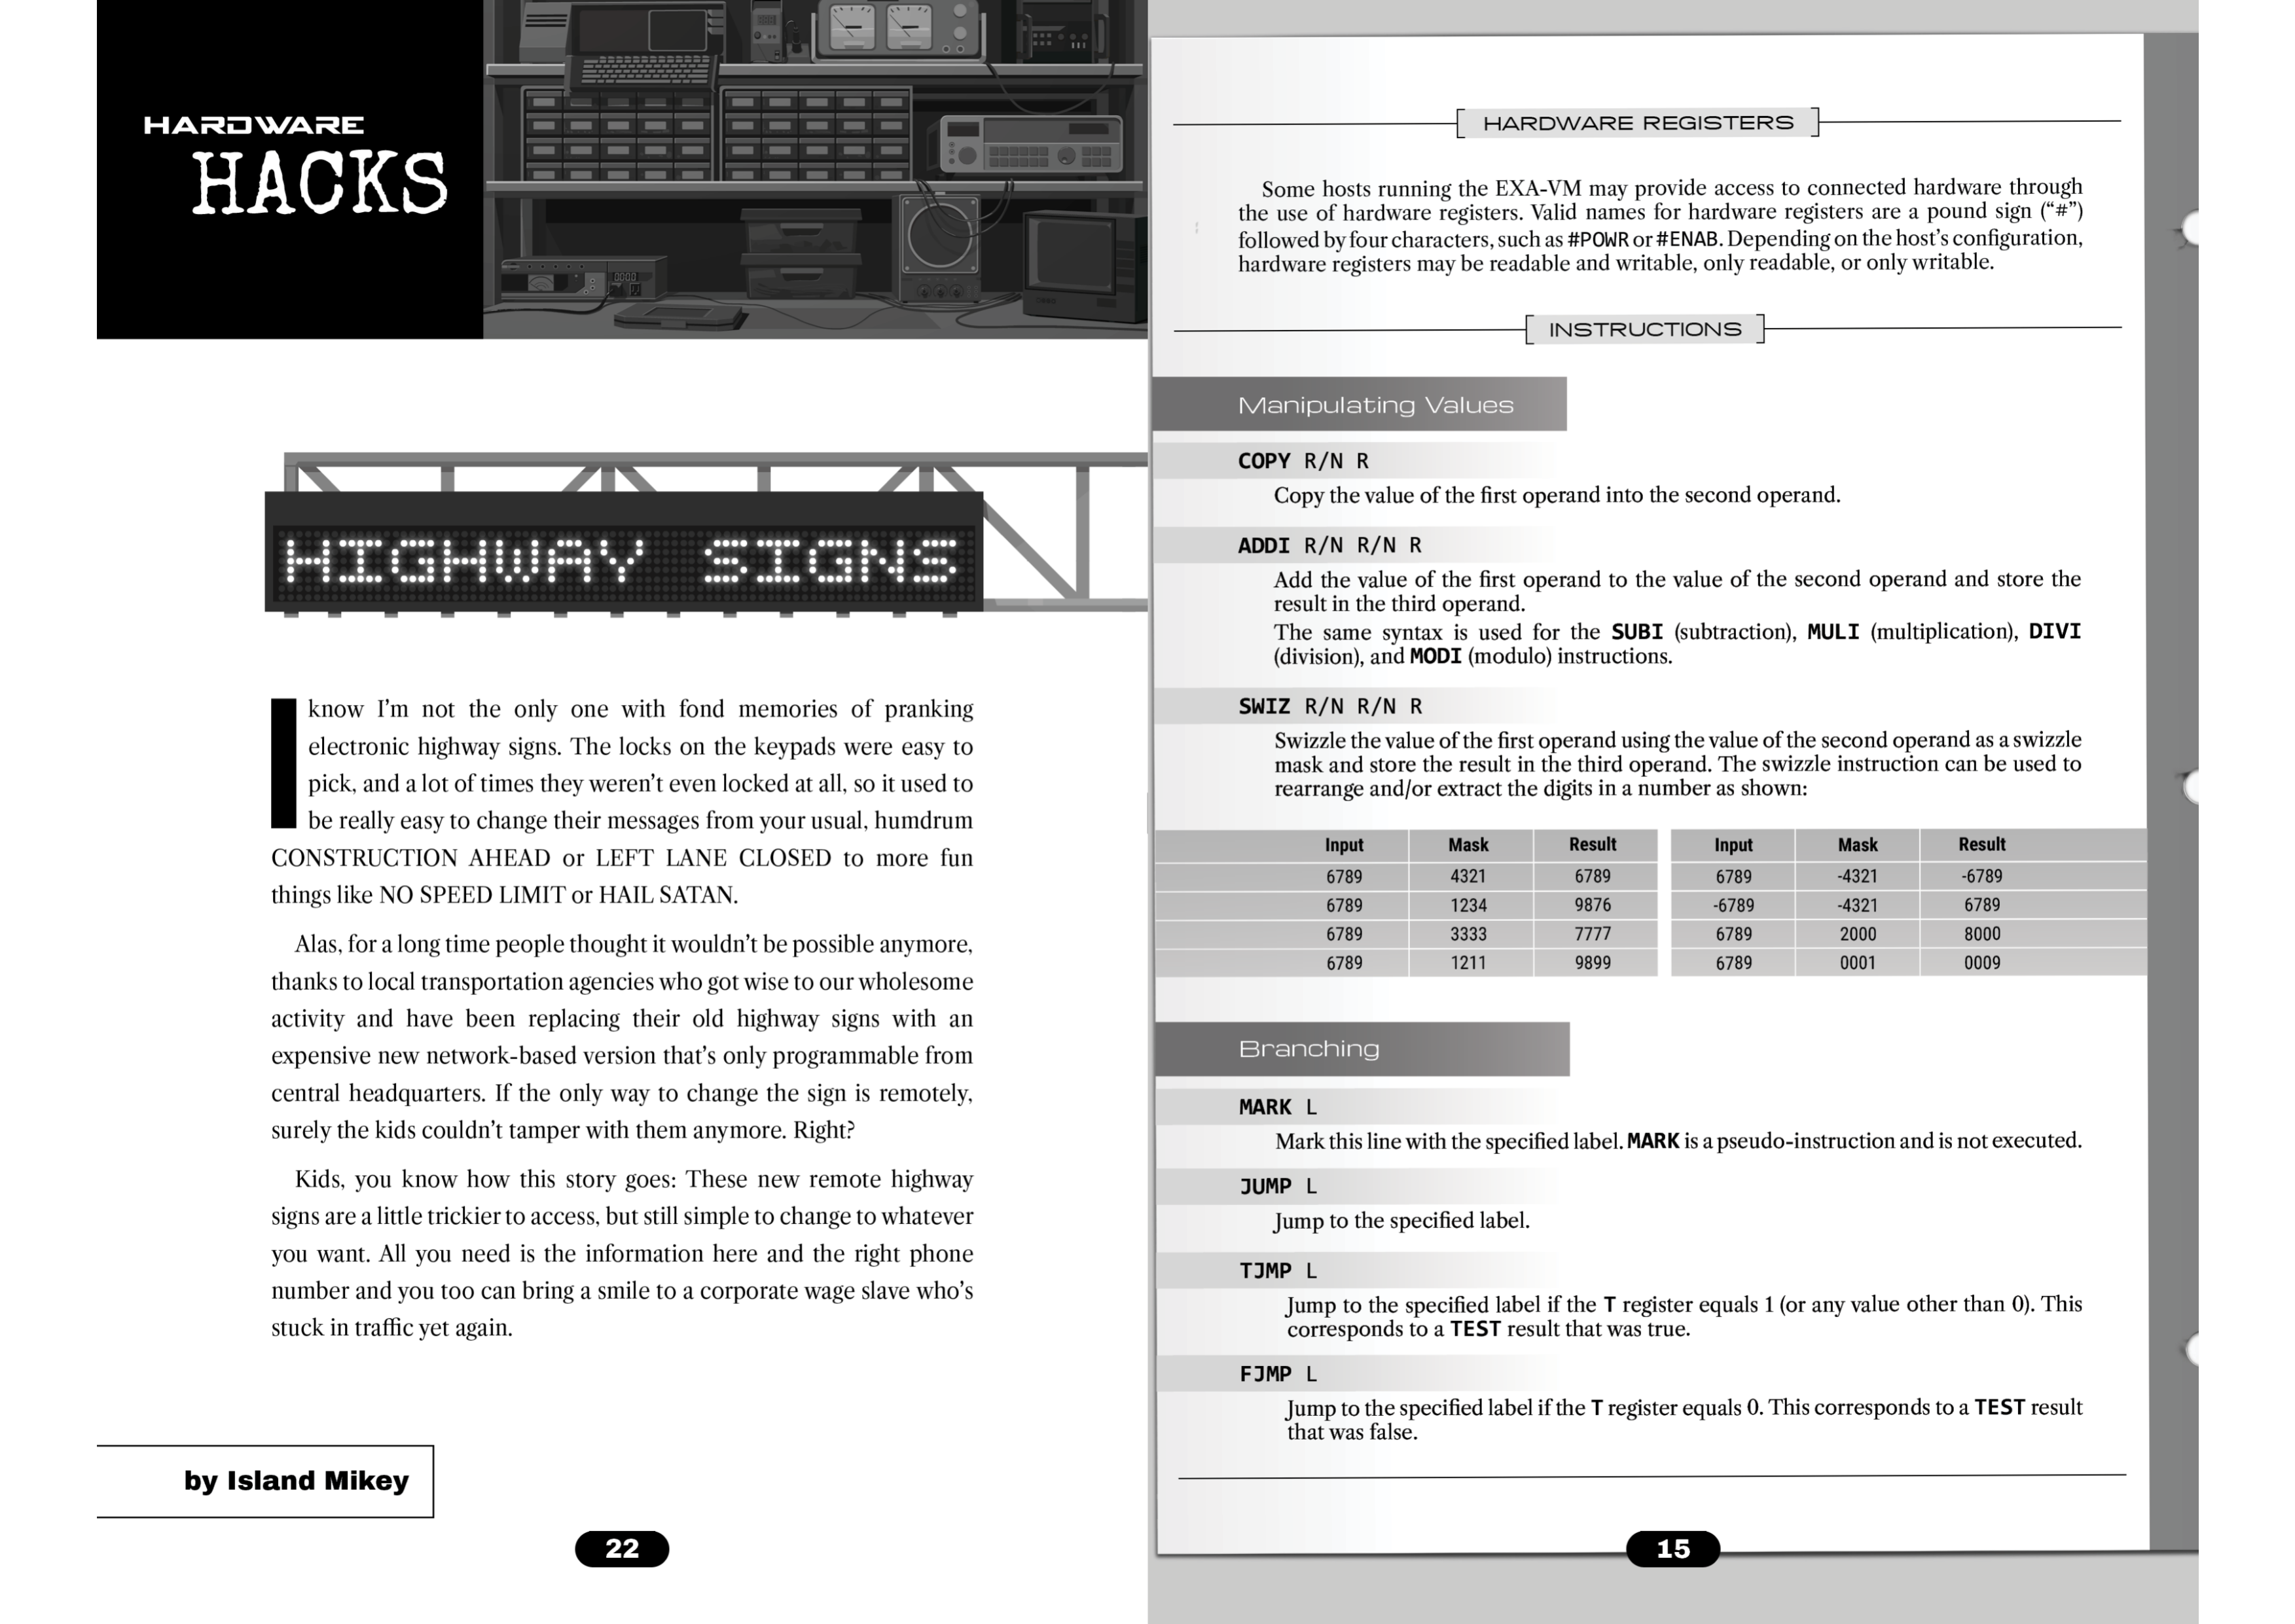 HARDWARE
HACKS
HIGHWAY SIGNS
I know I'm not the only one with fond memories of pranking
electronic highway signs. The locks on the keypads were easy to
pick, and a lot of times they weren't even locked at all, so it used to
be really easy to change their messages from your usual, humdrum
CONSTRUCTION AHEAD or LEFT LANE CLOSED to more fun
things like NO SPEED LIMIT or HAIL SATAN.
Alas, for a long time people thought it wouldn't be possible anymore,
thanks to local transportation agencies who got wise to our wholesome
activity and have been replacing their old highway signs with an
expensive new network-based version that's only programmable from
central headquarters. If the only way to change the sign is remotely,
surely the kids couldn't tamper with them anymore. Right?
Kids, you know how this story goes: These new remote highway
signs are a little trickier to access, but still simple to change to whatever
you want. All you need is the information here and the right phone
number and you too can bring a smile to a corporate wage slave who's
stuck in traffic yet again.
by Island Mikey
22
HARDWARE REGISTERS
Some hosts running the EXA-VM may provide access to connected hardware through
the use of hardware registers. Valid names for hardware registers are a pound sign (“#”)
followed by four characters, such as #POWR or #ENAB. Depending on the host's configuration,
hardware registers may be readable and writable, only readable, or only writable.
INSTRUCTIONS
Manipulating Values
COPY R/N R
Copy the value of the first operand into the second operand.
ADDI R/N R/N R
Add the value of the first operand to the value of the second operand and store the
result in the third operand.
The same syntax is used for the SUBI (subtraction), MULI (multiplication), DIVI
(division), and MODI (modulo) instructions.
SWIZ R/N R/N R
Swizzle the value of the first operand using the value of the second operand as a swizzle
mask and store the result in the third operand. The swizzle instruction can be used to
rearrange and/or extract the digits in a number as shown:
Input Mask Result Input Mask Result
6789 4321 6789 6789 -4321 -6789
6789 1234 9876 -6789 -4321 6789
6789 3333 7777 6789 2000 8000
6789 1211 9899 6789 0001 0009
Branching
MARK L
Mark this line with the specified label. MARK is a pseudo-instruction and is not executed.
JUMP L
Jump to the specified label.
TJMP L
Jump to the specified label if the T register equals 1 (or any value other than 0). This
corresponds to a TEST result that was true.
FJMP L
Jump to the specified label if the T register equals 0. This corresponds to a TEST result
that was false.
15